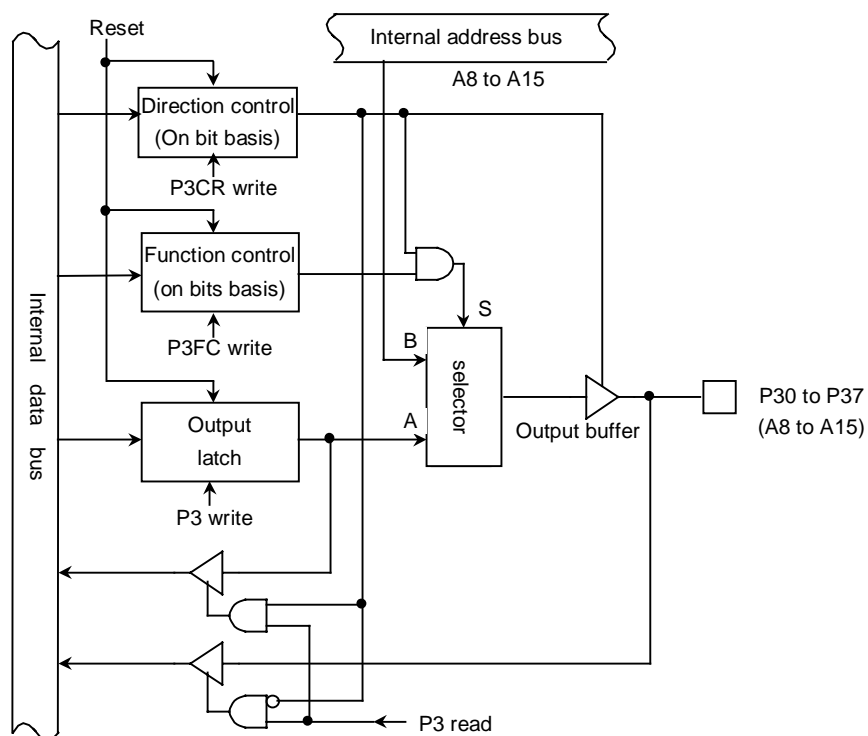 Reset
Internal address bus
A8 to A15
Direction control
(On bit basis)
P3CR write
Function control
(on bits basis)
P3FC write
Internal data bus
S
B
A
selector
Output
latch
P3 write
Output buffer
P30 to P37
(A8 to A15)
P3 read